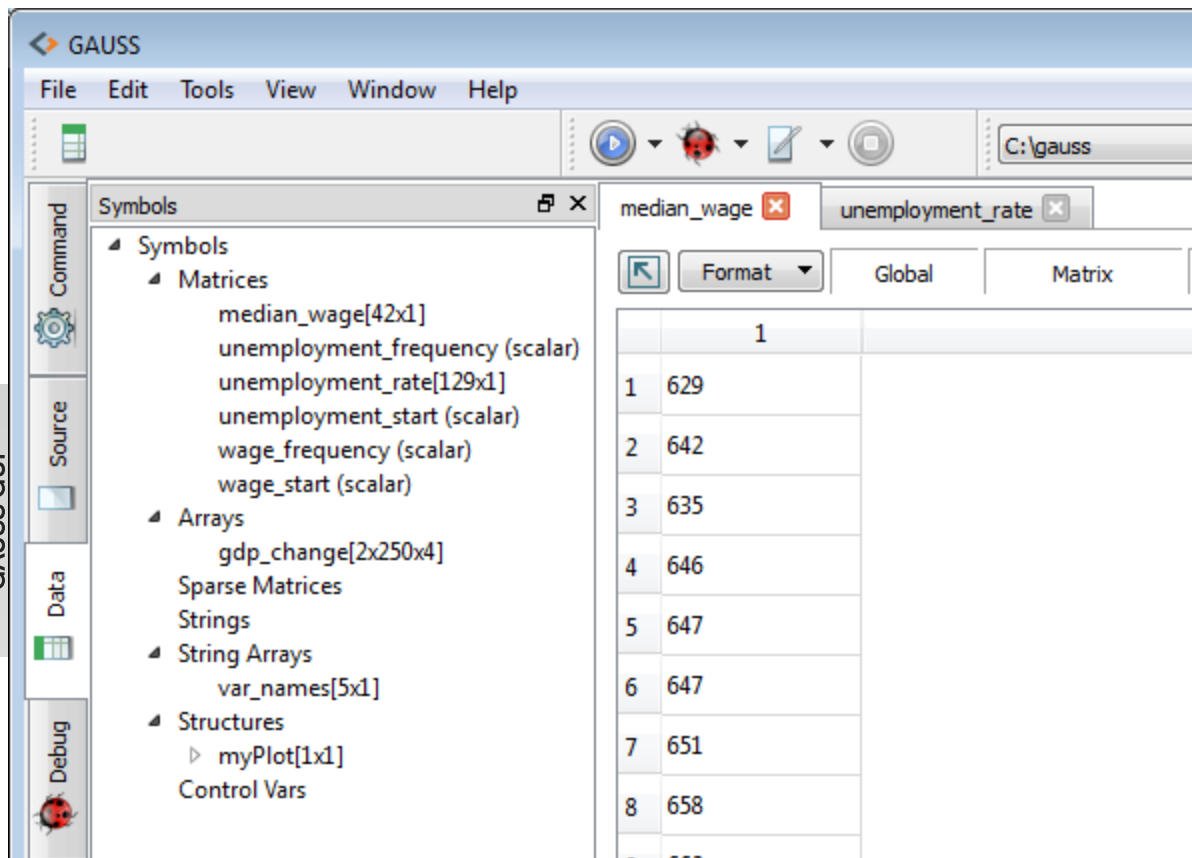 GAUSS
File Edit Tools View Window Help
C:\gauss
Command
Source
Data
Debug
Symbols
Symbols
Matrices
median_wage[42x1]
unemployment_frequency (scalar)
unemployment_rate[129x1]
unemployment_start (scalar)
wage_frequency (scalar)
wage_start (scalar)
Arrays
gdp_change[2x250x4]
Sparse Matrices
Strings
String Arrays
var_names[5x1]
Structures
myPlot[1x1]
Control Vars
median_wage unemployment_rate
Format Global Matrix
1
1 629
2 642
3 635
4 646
5 647
6 647
7 651
8 658